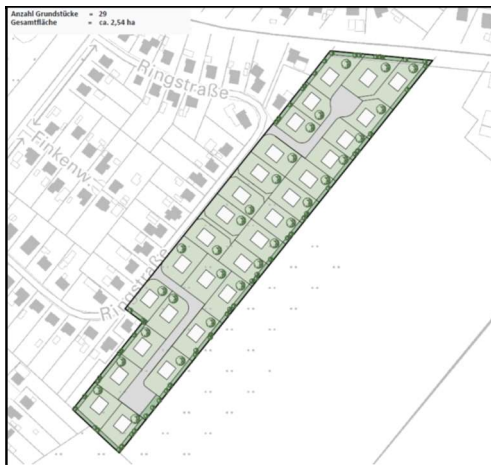 Anzahl Grundstücke = 29
Gesamtfläche = ca. 2,54 ha
Ringstraße
Finkenw.
Ringstraße